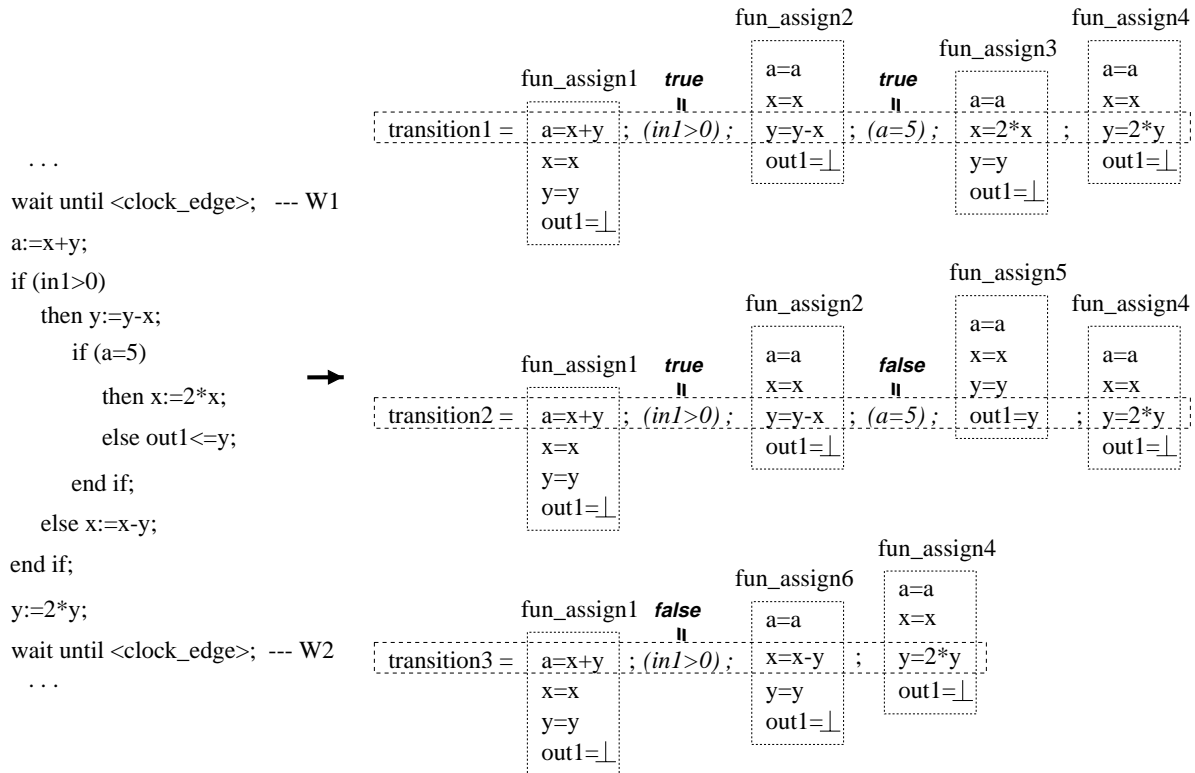 . . .
wait until <clock_edge>; --- W1
a:=x+y;
if (in1>0)
then y:=y-x;
if (a=5)
then x:=2*x;
else out1<=y;
end if;
else x:=x-y;
end if;
y:=2*y;
wait until <clock_edge>; --- W2
. . .
fun_assign2 fun_assign4
fun_assign3
fun_assign1 true true
a=a a=a
x=x a=a x=x
transition1 = a=x+y ; (in1>0) ; y=y-x ; (a=5) ; x=2*x ; y=2*y
x=x out1=⊥ y=y out1=⊥
y=y out1=⊥
out1=⊥
fun_assign5
fun_assign2 fun_assign4
a=a
fun_assign1 true a=a false x=x a=a
x=x y=y x=x
transition2 = a=x+y ; (in1>0) ; y=y-x ; (a=5) ; out1=y ; y=2*y
x=x out1=⊥ out1=⊥
y=y
out1=⊥
fun_assign4
fun_assign6 a=a
fun_assign1 false a=a x=x
transition3 = a=x+y ; (in1>0) ; x=x-y ; y=2*y
x=x y=y out1=⊥
y=y out1=⊥
out1=⊥